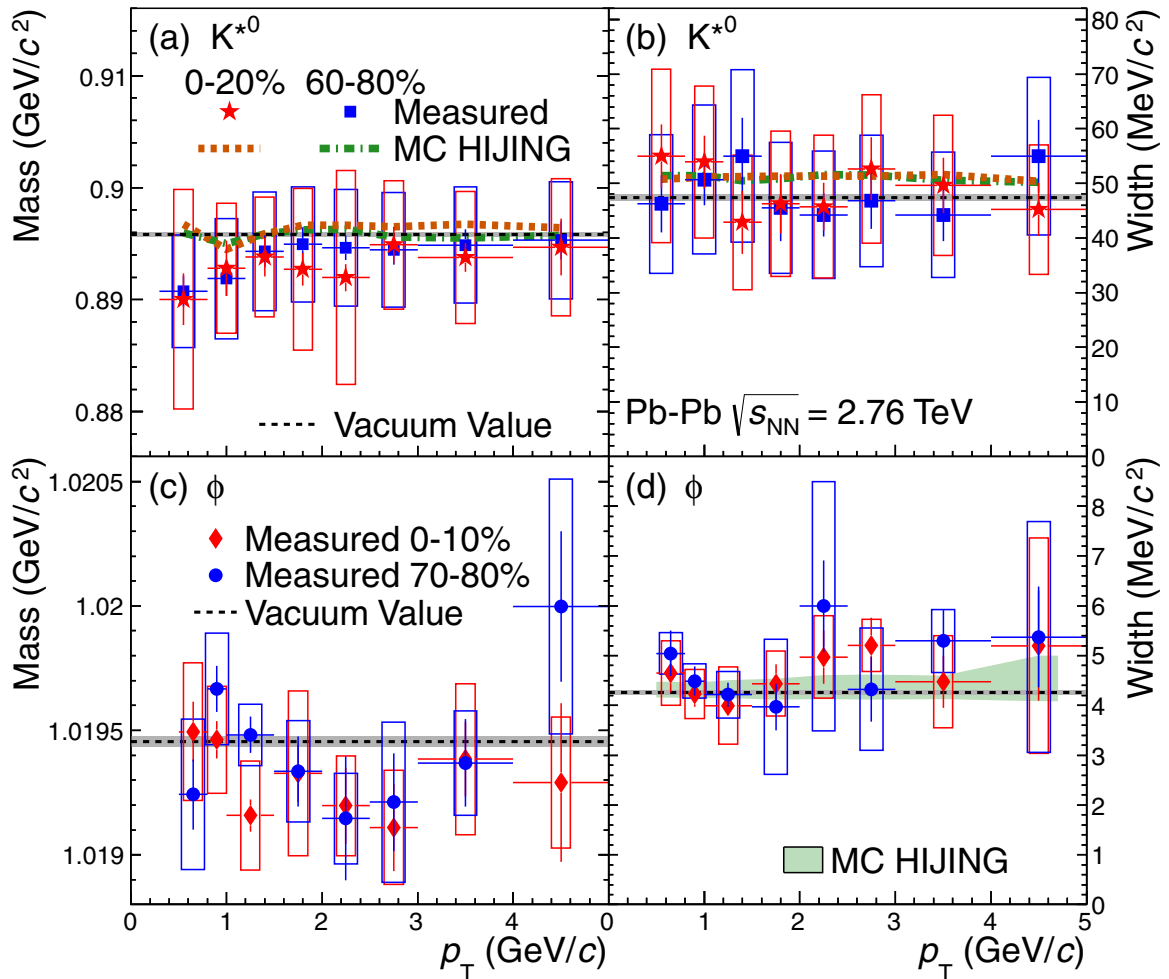 (a) K*0
0-20% 60-80%
Measured
MC HIJING
Vacuum Value
Mass (GeV/c2)
0.91
0.9
0.89
0.88
(b) K*0
Pb-Pb √sNN = 2.76 TeV
Width (MeV/c2)
80
70
60
50
40
30
20
10
0
(c) ϕ
Measured 0-10%
Measured 70-80%
Vacuum Value
Mass (GeV/c2)
1.0205
1.02
1.0195
1.019
0 1 2 3 4
pT (GeV/c)
(d) ϕ
MC HIJING
Width (MeV/c2)
8
7
6
5
4
3
2
1
0
0 1 2 3 4 5
pT (GeV/c)